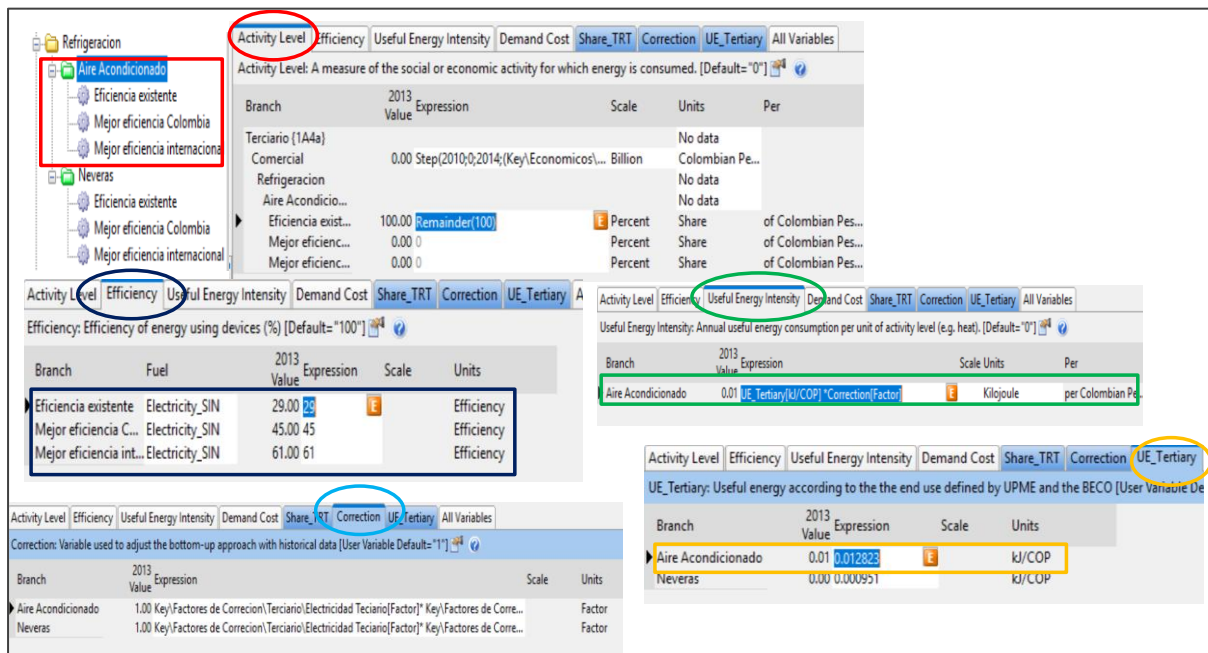 Refrigeracion
Aire Acondicionado
Eficiencia existente
Mejor eficiencia Colombia
Mejor eficiencia internacional
Neveras
Eficiencia existente
Mejor eficiencia Colombia
Mejor eficiencia internacional
Activity Level Efficiency Useful Energy Intensity Demand Cost Share_TRT Correction UE_Tertiary All Variables
Activity Level: A measure of the social or economic activity for which energy is consumed. [Default="0"]
Branch 2013 Value Expression Scale Units Per
Terciario {1A4a} No data
Comercial 0.00 Step(2010;0;2014;(Key\Economicos\... Billion Colombian Pe...
Refrigeracion No data
Aire Acondicio... No data
Eficiencia exist... 100.00 Remainder(100) E Percent Share of Colombian Pes...
Mejor eficienc... 0.00 0 Percent Share of Colombian Pes...
Mejor eficienc... 0.00 0 Percent Share of Colombian Pes...
Activity Level Efficiency Useful Energy Intensity Demand Cost Share_TRT Correction UE_Tertiary A
Efficiency: Efficiency of energy using devices (%) [Default="100"]
Branch Fuel 2013 Value Expression Scale Units
Eficiencia existente Electricity_SIN 29.00 29 E Efficiency
Mejor eficiencia C... Electricity_SIN 45.00 45 Efficiency
Mejor eficiencia int... Electricity_SIN 61.00 61 Efficiency
Activity Level Efficiency Useful Energy Intensity Demand Cost Share_TRT Correction UE_Tertiary All Variables
Useful Energy Intensity: Annual useful energy consumption per unit of activity level (e.g. heat). [Default="0"]
Branch 2013 Value Expression Scale Units Per
Aire Acondicionado 0.01 UE_Tertiary[kJ/COP] *Correction[Factor] E Kilojoule per Colombian Pe...
Activity Level Efficiency Useful Energy Intensity Demand Cost Share_TRT Correction UE_Tertiary
UE_Tertiary: Useful energy according to the the end use defined by UPME and the BECO [User Variable De
Branch 2013 Value Expression Scale Units
Aire Acondicionado 0.01 0.012823 E kJ/COP
Neveras 0.00 0.000951 kJ/COP
Activity Level Efficiency Useful Energy Intensity Demand Cost Share_TRT Correction UE_Tertiary All Variables
Correction: Variable used to adjust the bottom-up approach with historical data [User Variable Default="1"]
Branch 2013 Value Expression Scale Units
Aire Acondicionado 1.00 Key\Factores de Correcion\Terciario\Electricidad Teciario[Factor]* Key\Factores de Corre... Factor
Neveras 1.00 Key\Factores de Correcion\Terciario\Electricidad Teciario[Factor]* Key\Factores de Corre... Factor